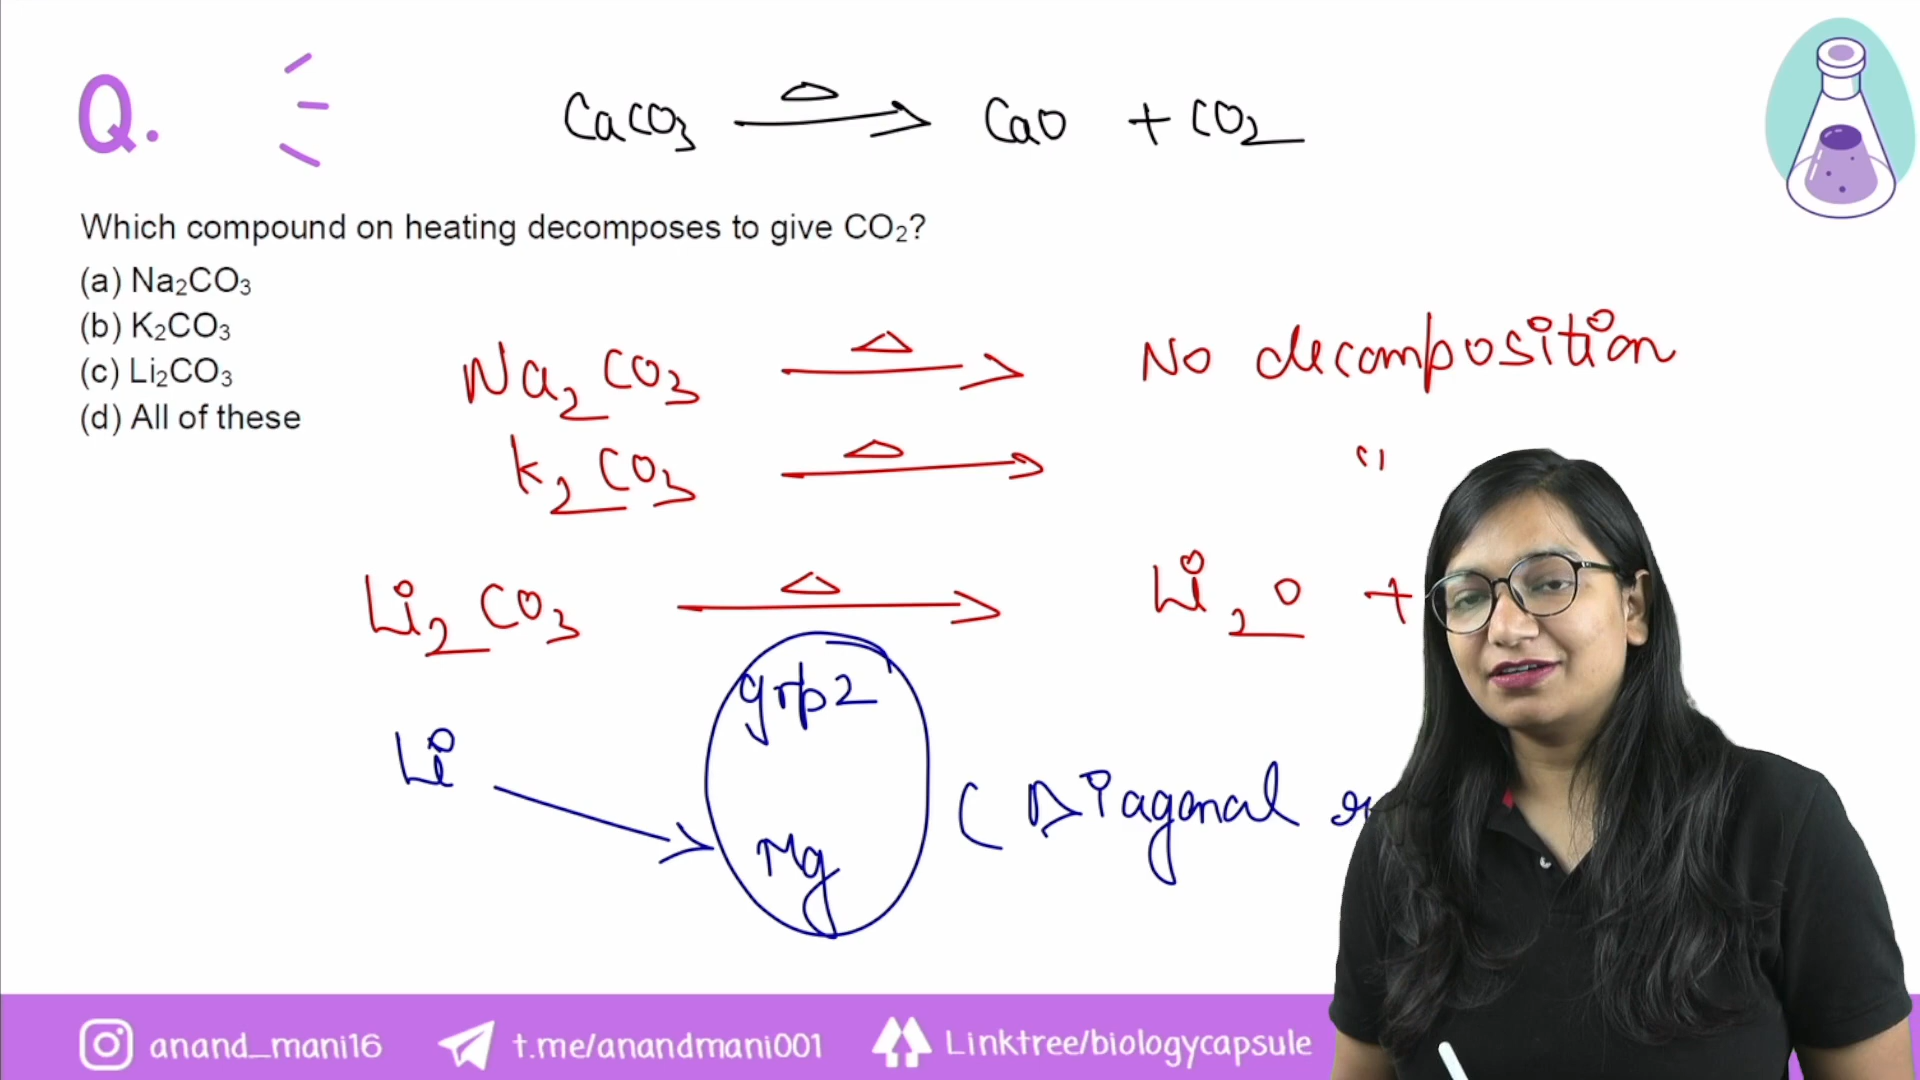 Q.
CaCO3 △→ CaO + CO2
Which compound on heating decomposes to give CO₂?
(a) Na₂CO₃
(b) K₂CO₃
(c) Li₂CO₃
(d) All of these
Na2CO3 △→ No decomposition
K2CO3 △→ "
Li2CO3 △→ Li2O +
grp2
Li → Mg
( Diagonal
anand_mani16
t.me/anandmani001
Linktree/biologycapsule